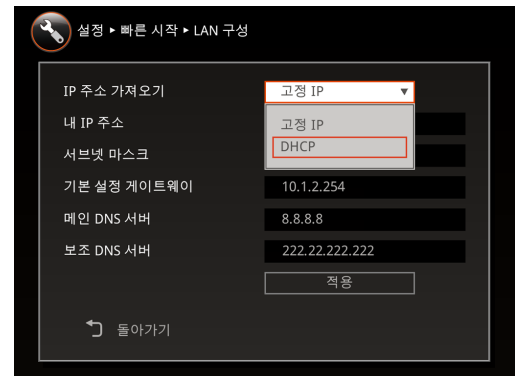 설정 ▸ 빠른 시작 ▸ LAN 구성
IP 주소 가져오기
고정 IP ▼
내 IP 주소
고정 IP
DHCP
서브넷 마스크
기본 설정 게이트웨이
10.1.2.254
메인 DNS 서버
8.8.8.8
보조 DNS 서버
222.22.222.222
적용
돌아가기